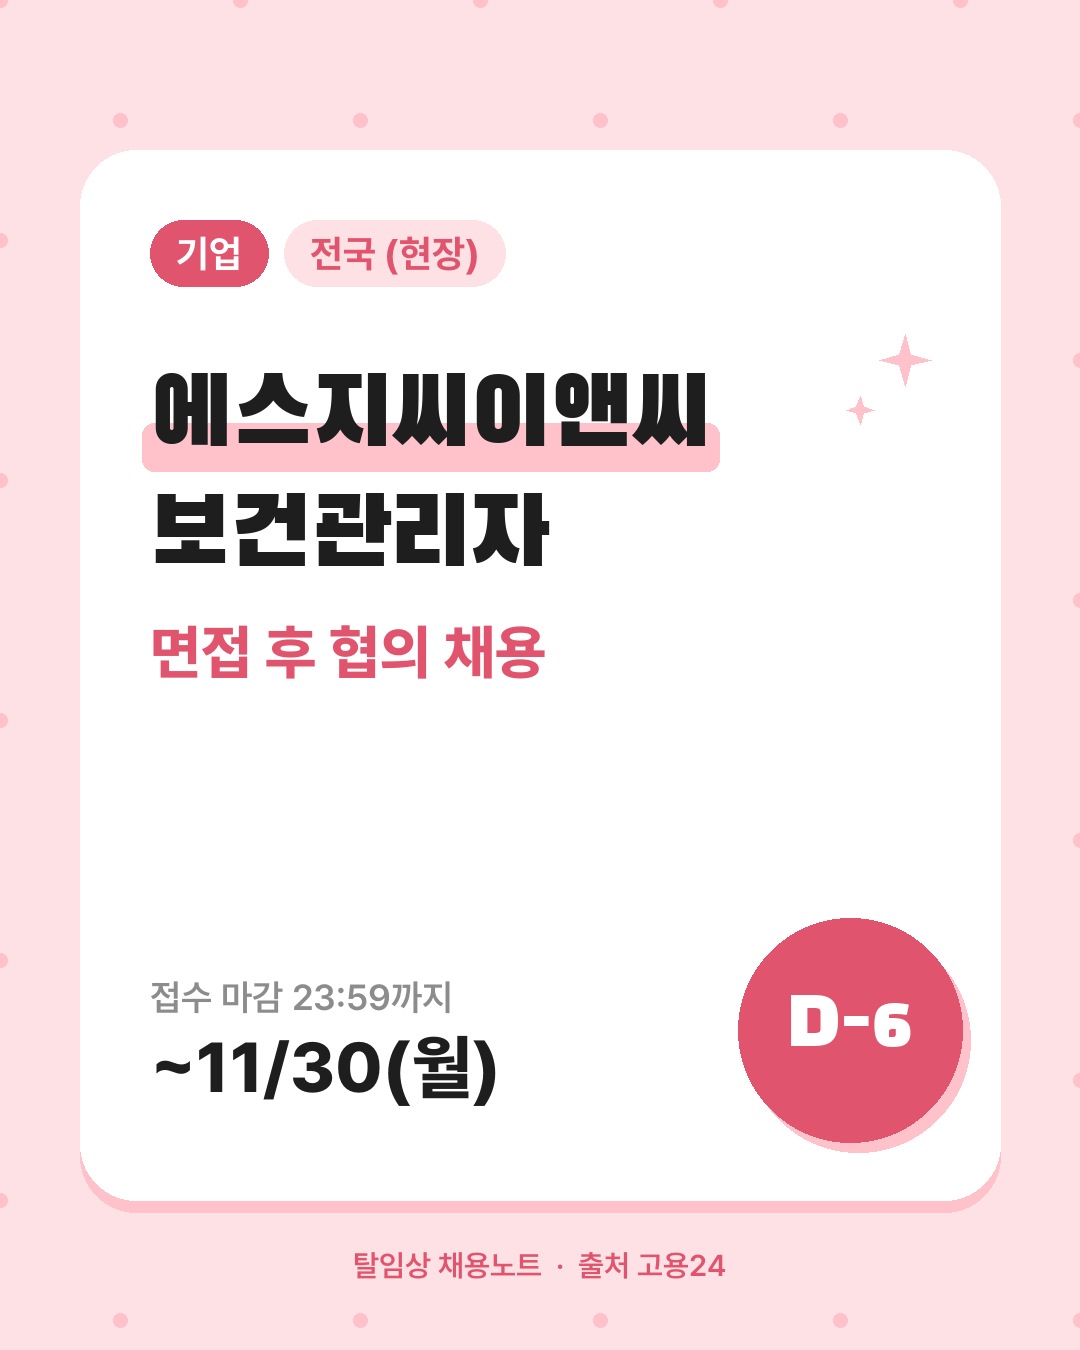 기업 전국 (현장)
에스지씨이앤씨
보건관리자
면접 후 협의 채용
접수 마감 23:59까지
~11/30(월)
D-6
탈임상 채용노트 · 출처 고용24